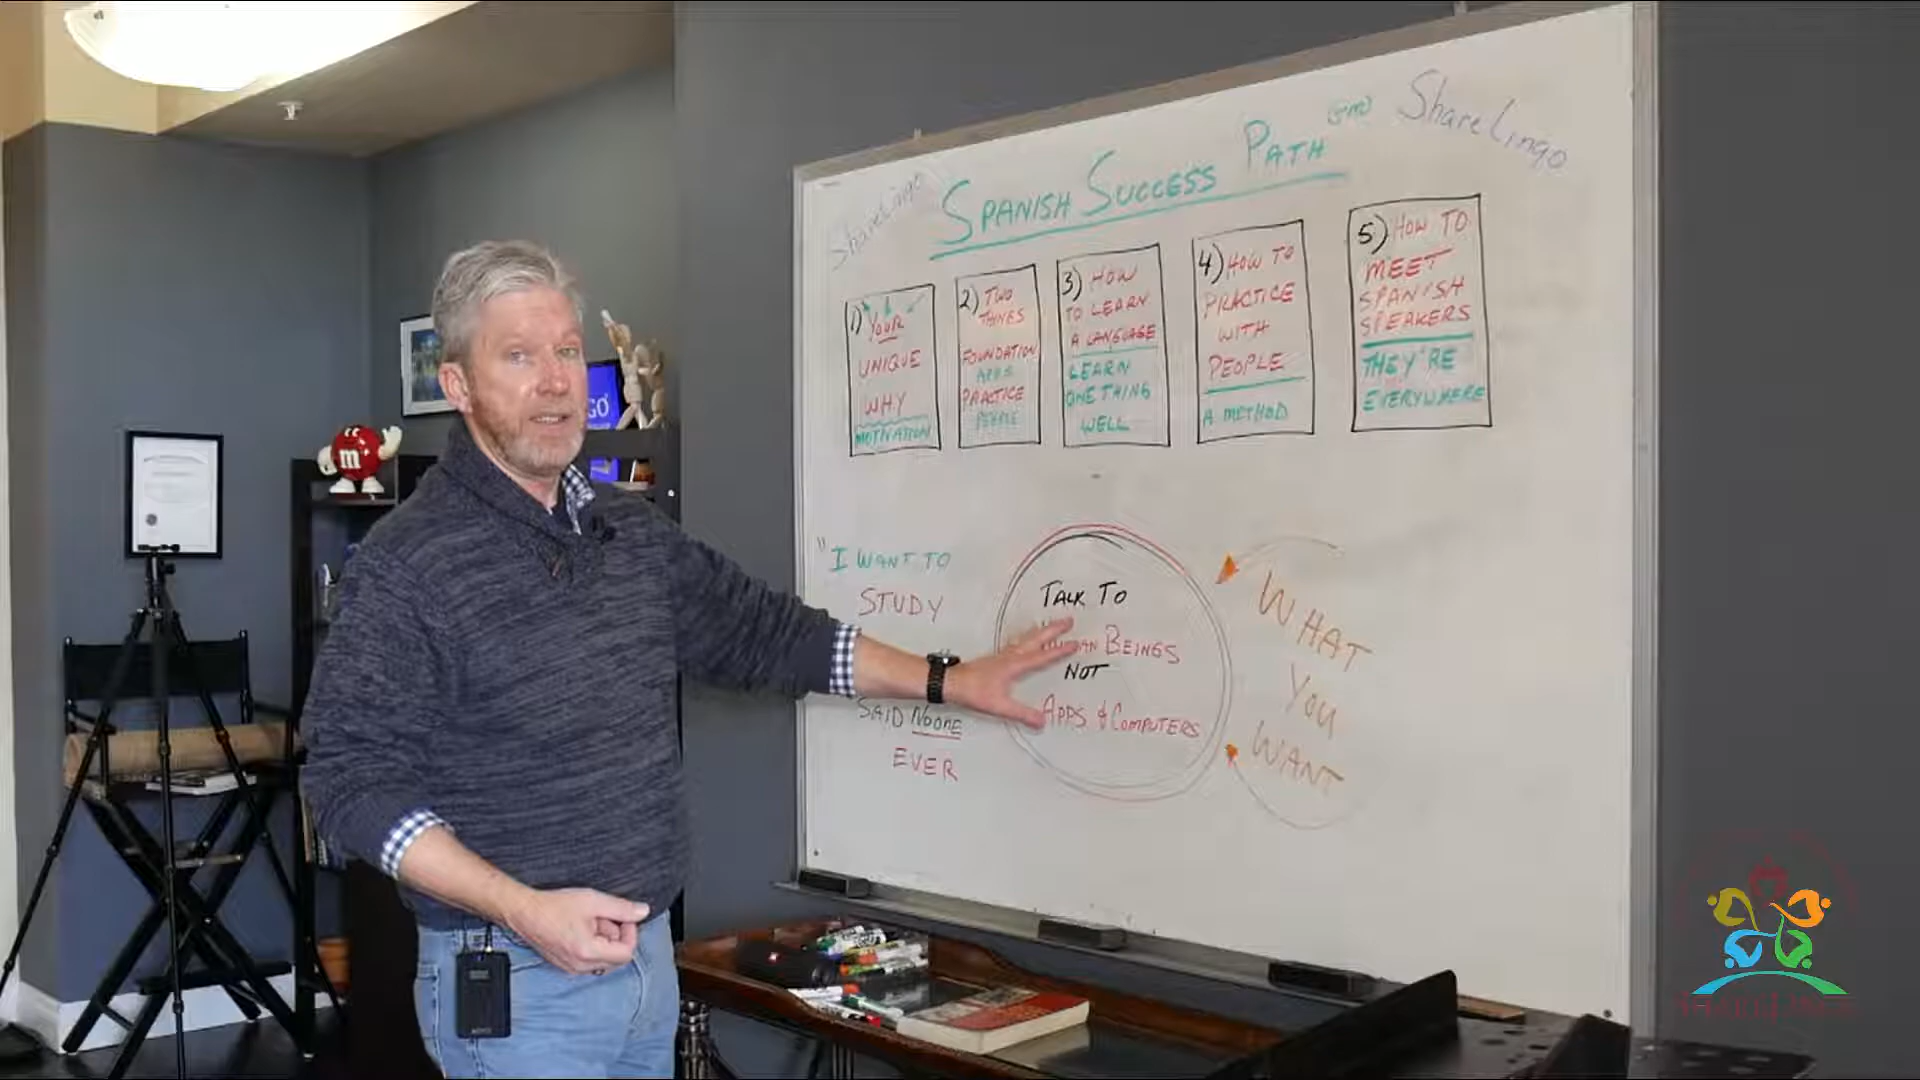 ShareLingo
SPANISH SUCCESS PATH
ShareLingo
1) YOUR
UNIQUE
WHY
MOTIVATION
2) TWO
THINGS
FOUNDATION
APPS
PRACTICE
PEOPLE
3) HOW
TO LEARN
A LANGUAGE
LEARN
ONE THING
WELL
4) HOW TO
PRACTICE
WITH
PEOPLE
A METHOD
5) HOW TO
MEET
SPANISH
SPEAKERS
THEY'RE
EVERYWHERE
"I WANT TO
STUDY
SAID NOONE
EVER
TALK TO
BEINGS
NOT
APPS & COMPUTERS
WHAT
YOU
WANT
m
GO